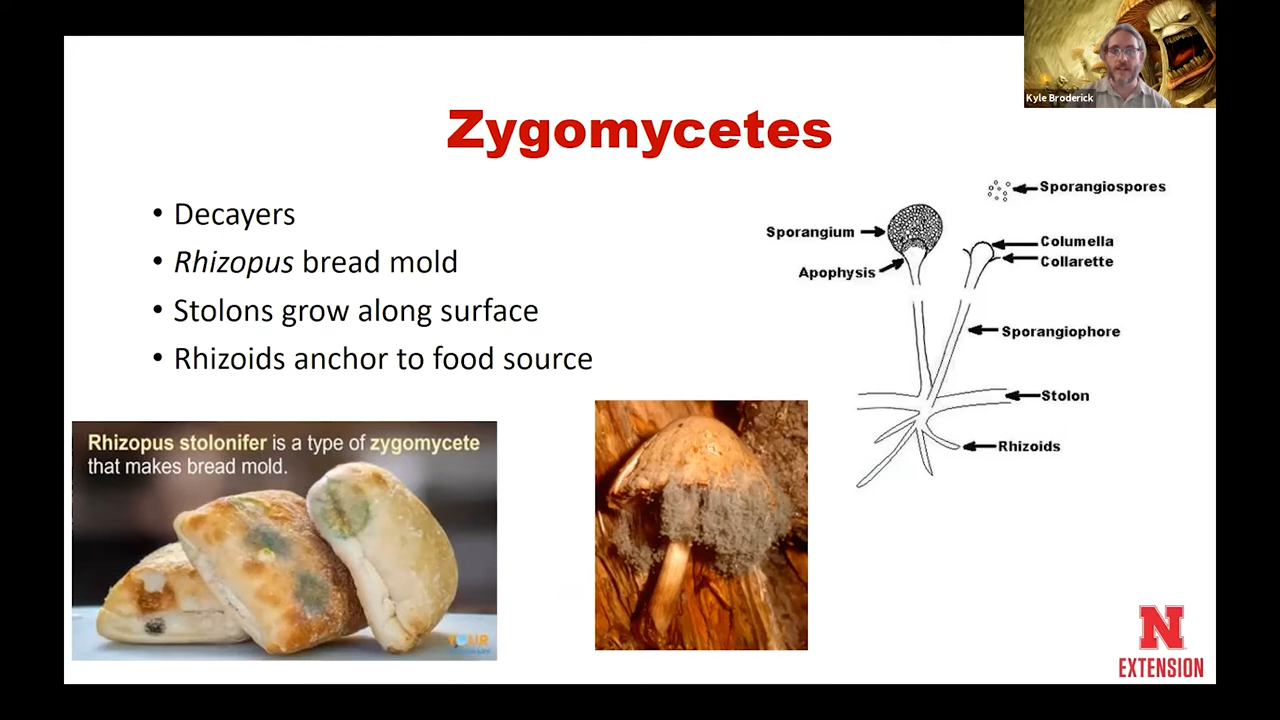 Kyle Broderick
Zygomycetes
• Decayers
• Rhizopus bread mold
• Stolons grow along surface
• Rhizoids anchor to food source
Sporangiospores
Sporangium
Columella
Collarette
Apophysis
Sporangiophore
Stolon
Rhizoids
Rhizopus stolonifer is a type of zygomycete
that makes bread mold.
N
EXTENSION